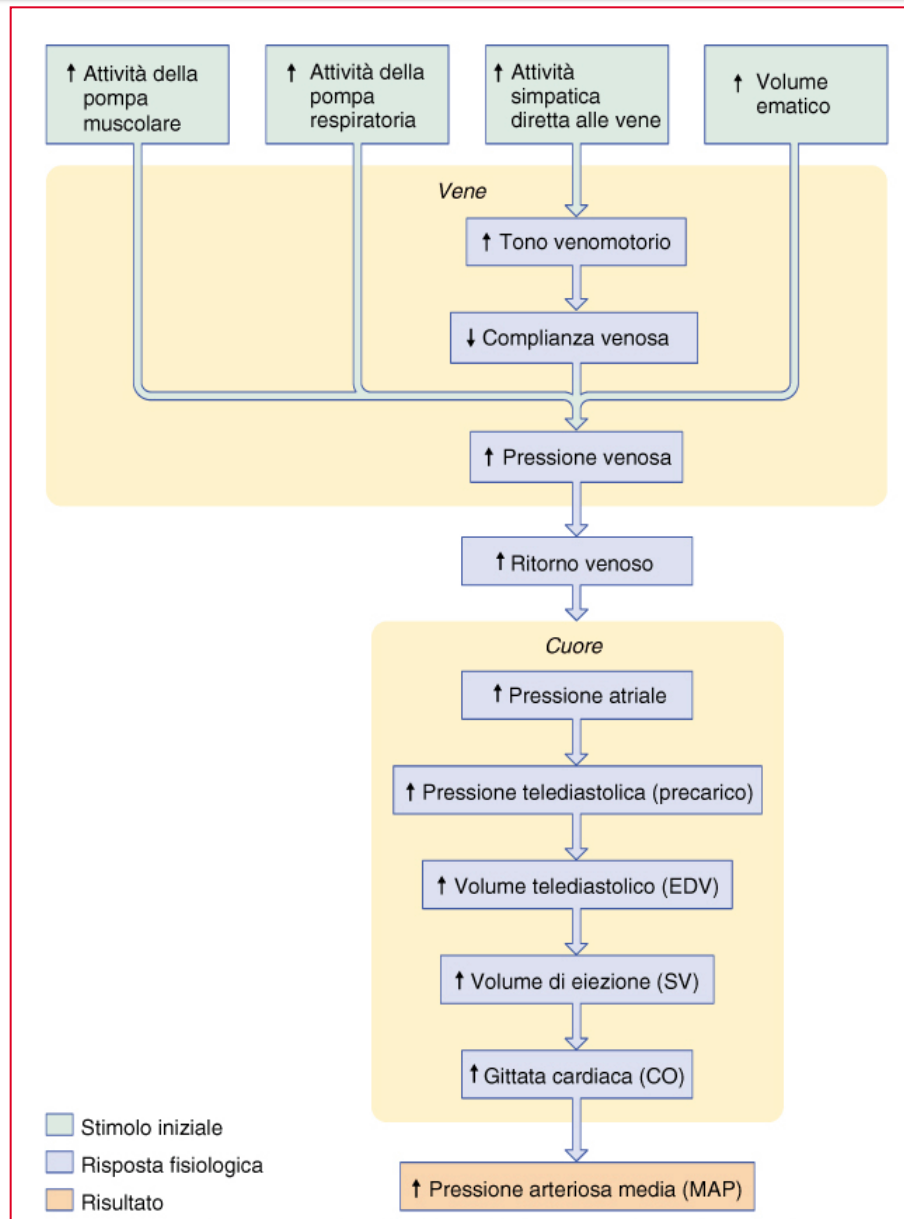 ↑ Attività della
pompa
muscolare
↑ Attività della
pompa
respiratoria
↑ Attività
simpatica
diretta alle vene
↑ Volume
ematico
Vene
↑ Tono venomotorio
↓ Complianza venosa
↑ Pressione venosa
↑ Ritorno venoso
Cuore
↑ Pressione atriale
↑ Pressione telediastolica (precarico)
↑ Volume telediastolico (EDV)
↑ Volume di eiezione (SV)
↑ Gittata cardiaca (CO)
↑ Pressione arteriosa media (MAP)
Stimolo iniziale
Risposta fisiologica
Risultato